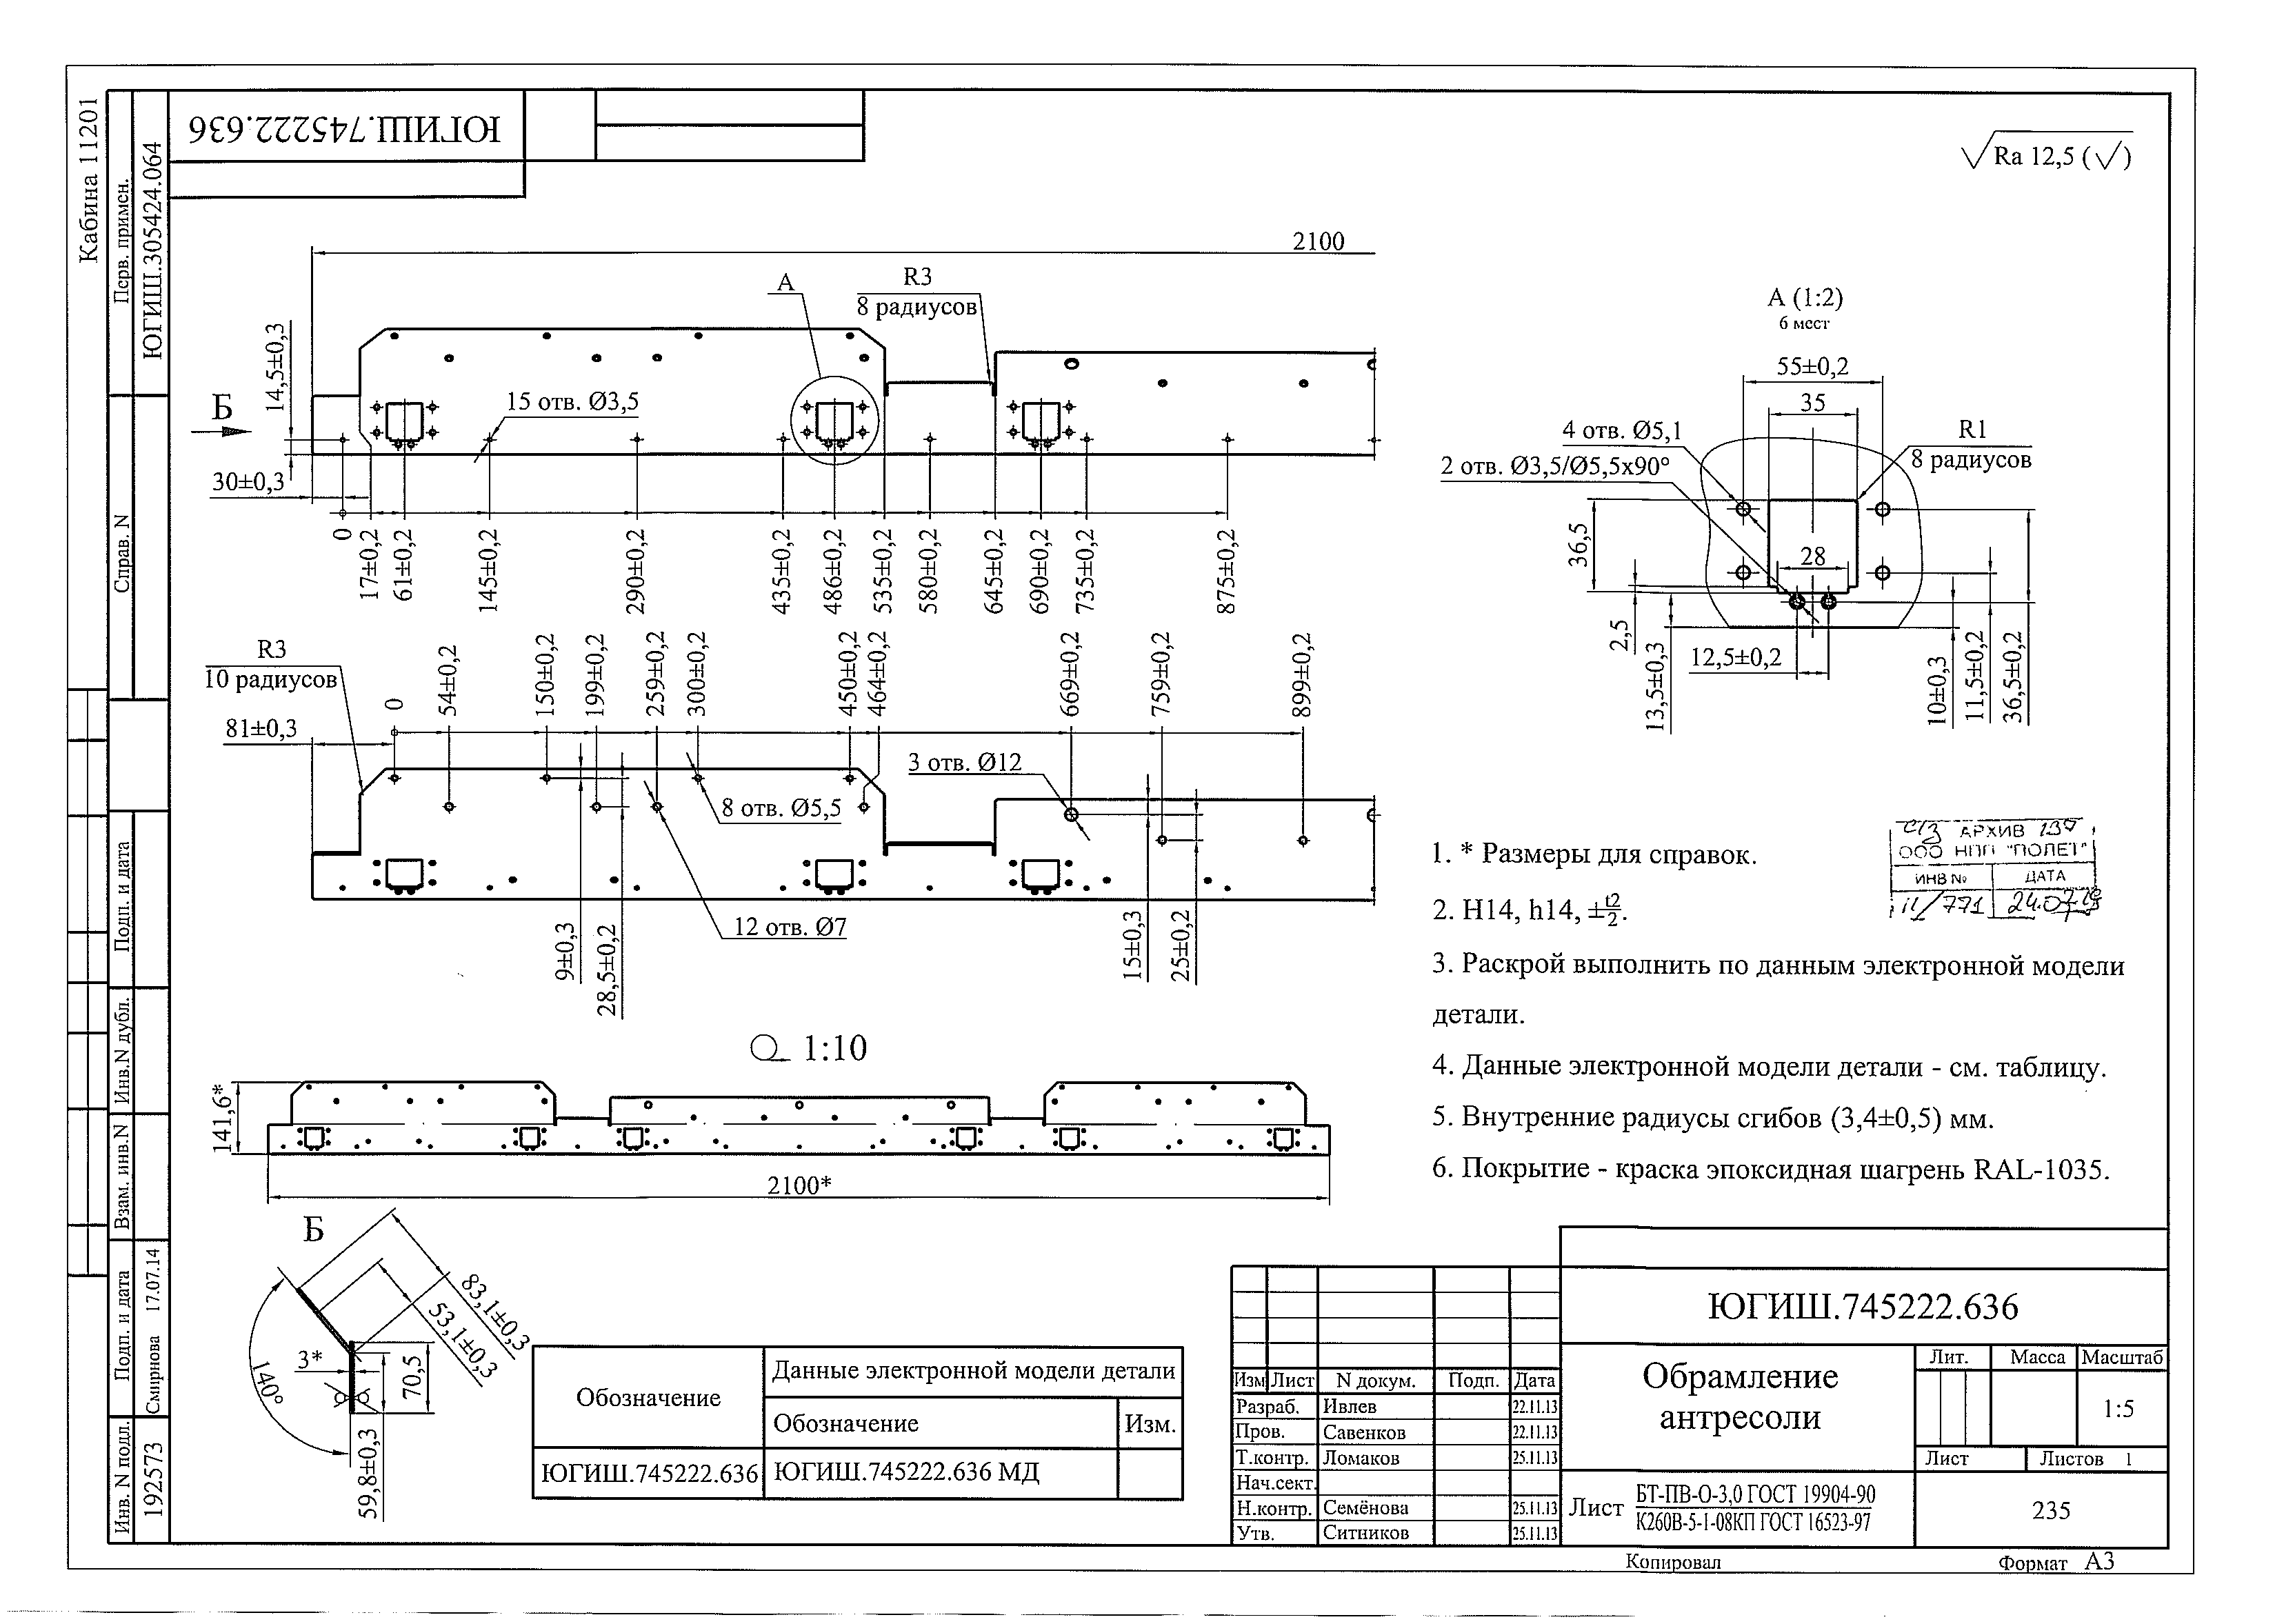 Кабина 11201
Перв. примен.
ЮГИШ.305424.064
Справ. N
Подп. и дата
Инв.N дубл.
Взам. инв.N
Подп. и дата
Смирнова 17.07.14
Инв. N подл.
192573
ЮГИШ.745222.636
Ra 12,5 ( )
2100
А
R3
8 радиусов
14,5±0,3
Б
15 отв. Ø3,5
30±0,3
0
17±0,2
61±0,2
145±0,2
290±0,2
435±0,2
486±0,2
535±0,2
580±0,2
645±0,2
690±0,2
735±0,2
875±0,2
А (1:2)
6 мест
55±0,2
35
4 отв. Ø5,1
2 отв. Ø3,5/Ø5,5х90°
R1
8 радиусов
36,5
28
2,5
13,5±0,3
12,5±0,2
10±0,3
11,5±0,2
36,5±0,2
R3
10 радиусов
81±0,3
0
54±0,2
150±0,2
199±0,2
259±0,2
300±0,2
450±0,2
464±0,2
669±0,2
759±0,2
899±0,2
3 отв. Ø12
8 отв. Ø5,5
12 отв. Ø7
9±0,3
28,5±0,2
15±0,3
25±0,2
1:10
141,6*
2100*
Б
83,1±0,3
53,1±0,3
3*
70,5
140°
59,8±0,3
1. * Размеры для справок.
2. H14, h14, ±t2/2.
3. Раскрой выполнить по данным электронной модели
детали.
4. Данные электронной модели детали - см. таблицу.
5. Внутренние радиусы сгибов (3,4±0,5) мм.
6. Покрытие - краска эпоксидная шагрень RAL-1035.
АРХИВ
ООО НПП "ПОЛЕТ"
ИНВ № ДАТА
11/771
Обозначение
Данные электронной модели детали
Обозначение Изм.
ЮГИШ.745222.636 ЮГИШ.745222.636 МД
ЮГИШ.745222.636
Изм Лист N докум. Подп. Дата
Разраб. Ивлев 22.11.13
Пров. Савенков 22.11.13
Т.контр. Ломаков 25.11.13
Нач.сект.
Н.контр. Семёнова 25.11.13
Утв. Ситников 25.11.13
Обрамление
антресоли
Лит. Масса Масштаб
1:5
Лист Листов 1
Лист БТ-ПВ-О-3,0 ГОСТ 19904-90
К260В-5-1-08КП ГОСТ 16523-97
235
Копировал
Формат А3